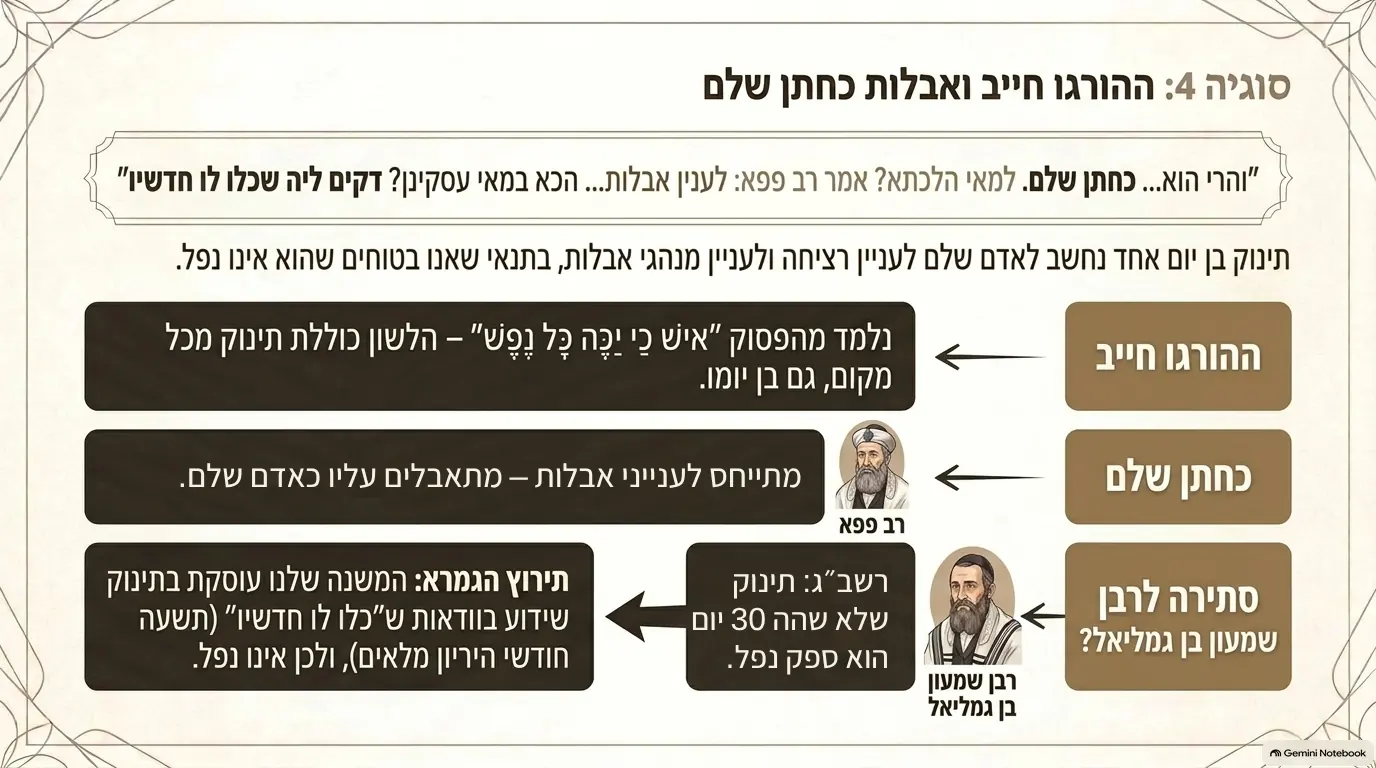 סוגיה 4: ההורגו חייב ואבלות כחתן שלם
"והרי הוא... כחתן שלם. למאי הלכתא? אמר רב פפא: לענין אבלות... הכא במאי עסקינן? דקים ליה שכלו לו חדשיו"
תינוק בן יום אחד נחשב לאדם שלם לעניין רציחה ולעניין מנהגי אבלות, בתנאי שאנו בטוחים שהוא אינו נפל.
ההורגו חייב
נלמד מהפסוק "אִישׁ כַי יַכֶּה כָּל נֶפֶשׁ" – הלשון כוללת תינוק מכל
מקום, גם בן יומו.
כחתן שלם
רב פפא
מתייחס לענייני אבלות – מתאבלים עליו כאדם שלם.
סתירה לרבן
שמעון בן גמליאל?
רבן שמעון
בן גמליאל
רשב״ג: תינוק
שלא שהה 30 יום
הוא ספק נפל.
תירוץ הגמרא: המשנה שלנו עוסקת בתינוק
שידוע בוודאות ש"כלו לו חדשיו" (תשעה
חודשי היריון מלאים), ולכן אינו נפל.
Gemini Notebook